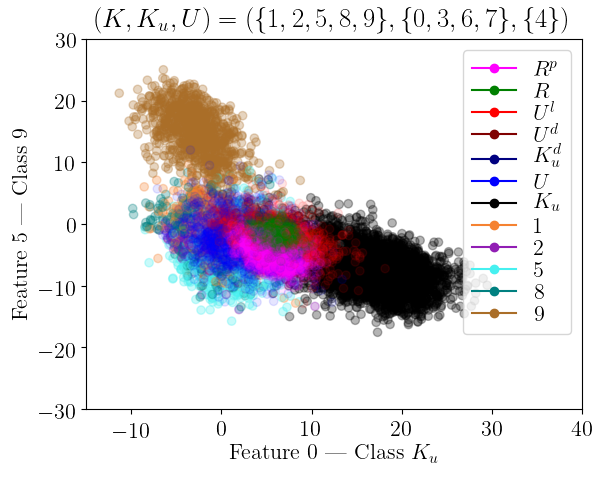 (K, K_u, U) = ({1, 2, 5, 8, 9}, {0, 3, 6, 7}, {4})
30
20
10
0
−10
−20
−30
Feature 5 — Class 9
R^p
R
U^l
U^d
K_u^d
U
K_u
1
2
5
8
9
−10
0
10
20
30
40
Feature 0 — Class K_u